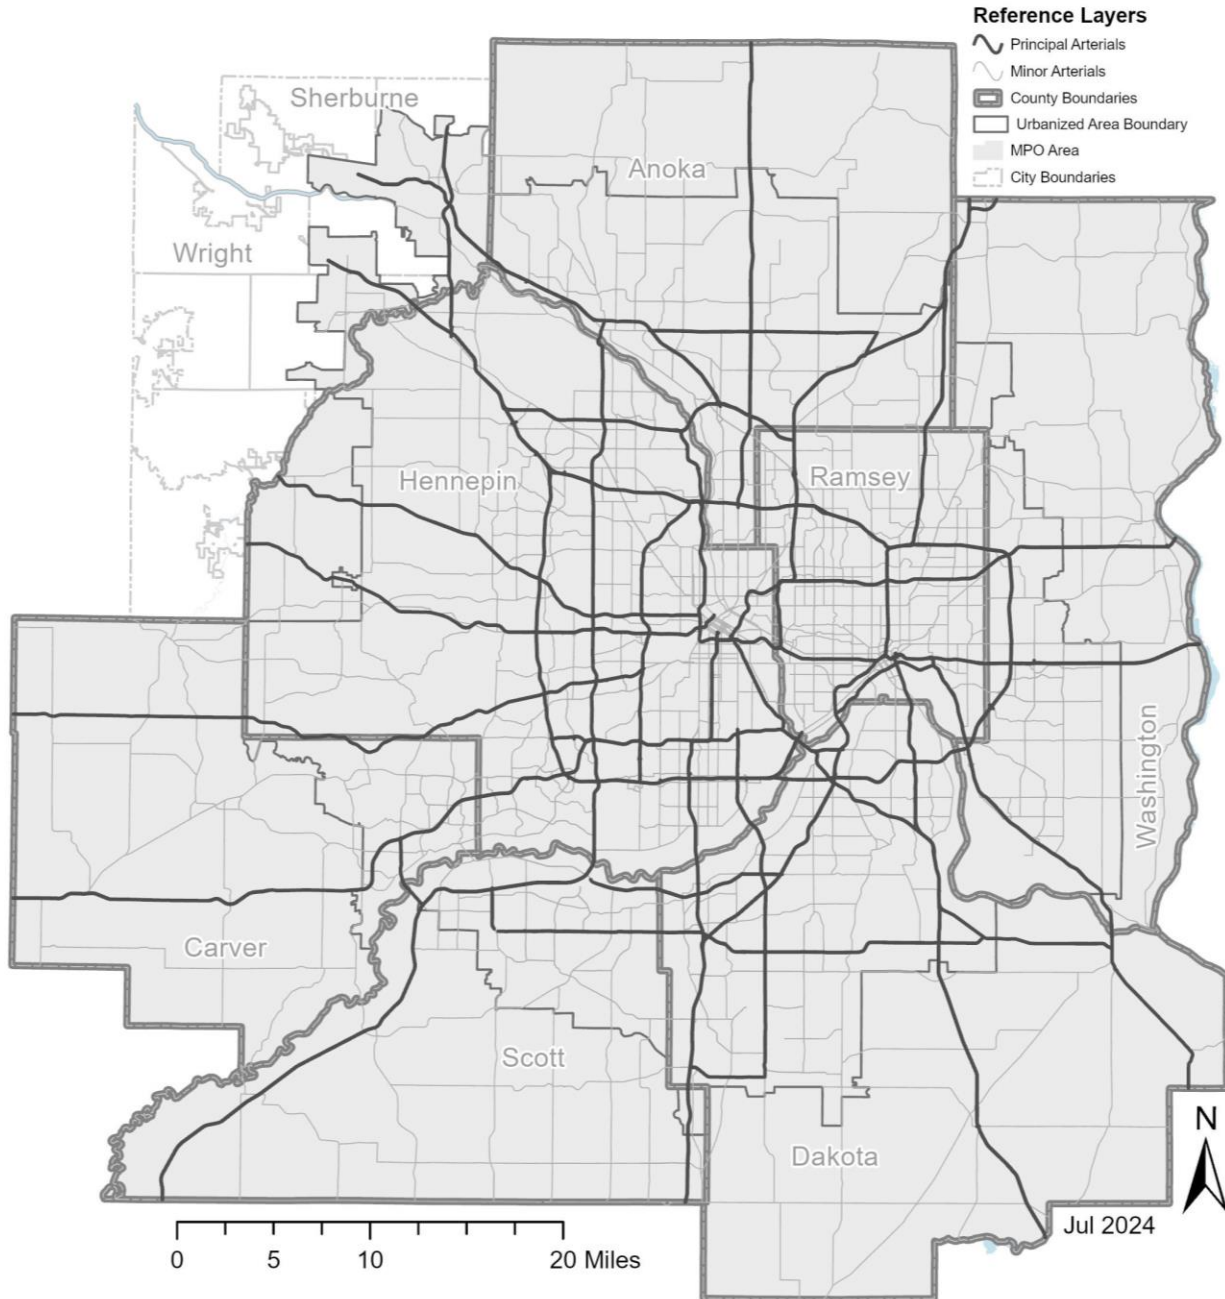 Reference Layers
Principal Arterials
Minor Arterials
County Boundaries
Urbanized Area Boundary
MPO Area
City Boundaries
Sherburne
Anoka
Wright
Hennepin
Ramsey
Washington
Carver
Scott
Dakota
N
Jul 2024
0 5 10 20 Miles